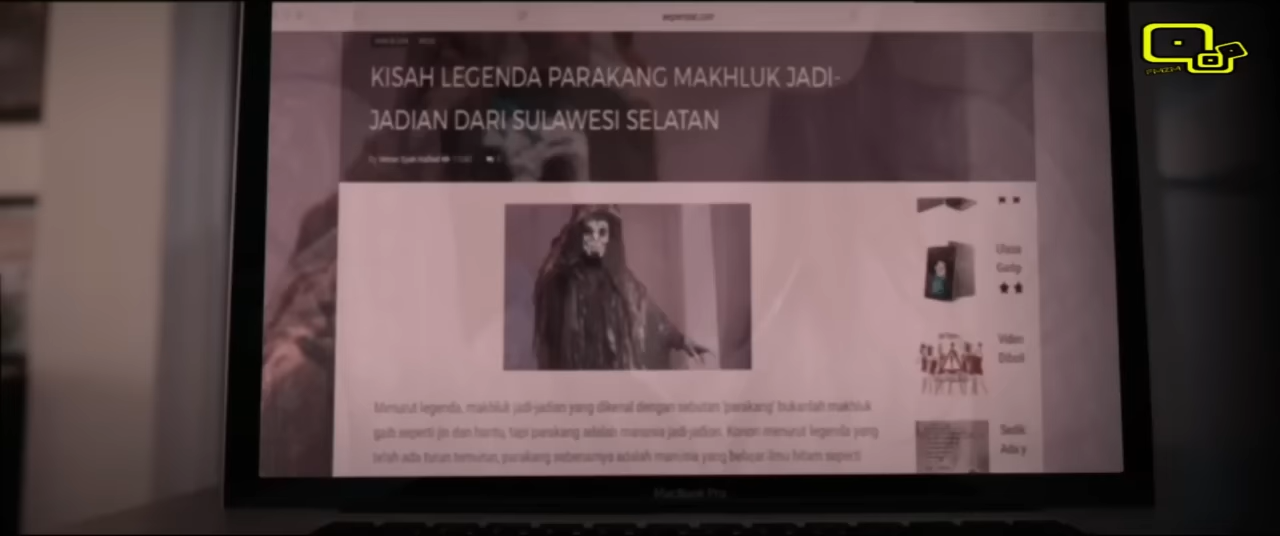 KISAH LEGENDA PARAKANG MAKHLUK JADI-
JADIAN DARI SULAWESI SELATAN
By
Menurut legenda, makhluk jadi-jadian yang dikenal dengan sebutan 'parakang' bukanlah makhluk
gaib seperti jin dan hantu, tapi parakang adalah manusia jadi-jadian. Konon menurut legenda yang
telah ada turun temurun, parakang sebenarnya adalah manusia yang belajar ilmu hitam seperti
MacBook Pro